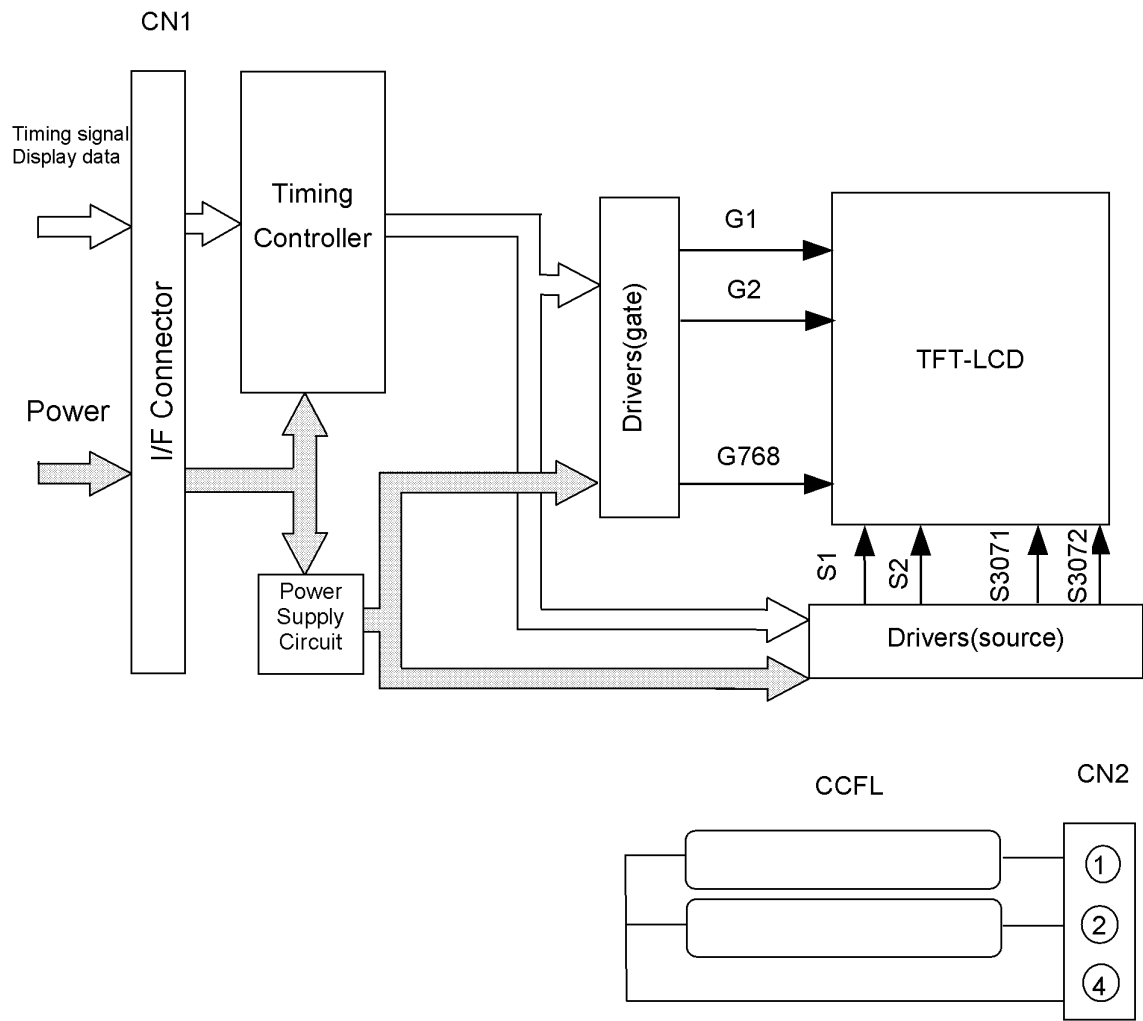 CN1
Timing signal
Display data
Power
I/F Connector
Timing
Controller
Power
Supply
Circuit
Drivers(gate)
G1
G2
G768
TFT-LCD
S1
S2
S3071
S3072
Drivers(source)
CCFL
CN2
1
2
4